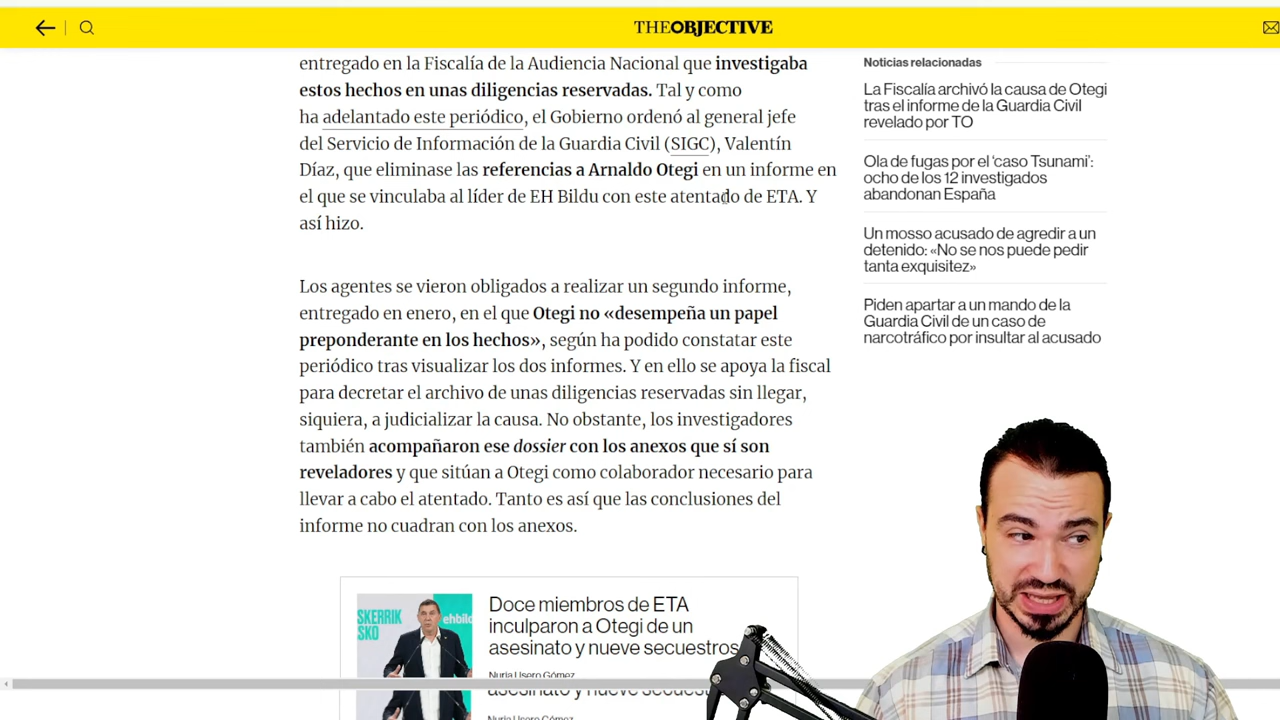 THEOBJECTIVE
entregado en la Fiscalía de la Audiencia Nacional que investigaba
estos hechos en unas diligencias reservadas. Tal y como
ha adelantado este periódico, el Gobierno ordenó al general jefe
del Servicio de Información de la Guardia Civil (SIGC), Valentín
Díaz, que eliminase las referencias a Arnaldo Otegi en un informe en
el que se vinculaba al líder de EH Bildu con este atentado de ETA. Y
así hizo.
Los agentes se vieron obligados a realizar un segundo informe,
entregado en enero, en el que Otegi no «desempeña un papel
preponderante en los hechos», según ha podido constatar este
periódico tras visualizar los dos informes. Y en ello se apoya la fiscal
para decretar el archivo de unas diligencias reservadas sin llegar,
siquiera, a judicializar la causa. No obstante, los investigadores
también acompañaron ese dossier con los anexos que sí son
reveladores y que sitúan a Otegi como colaborador necesario para
llevar a cabo el atentado. Tanto es así que las conclusiones del
informe no cuadran con los anexos.
SKERRIK
SKO
ehbild
Doce miembros de ETA
inculparon a Otegi de un
asesinato y nueve secuestros
Nuria Usero Gómez
asesinato y nueve secue
Nuria Usero Gómez
Noticias relacionadas
La Fiscalía archivó la causa de Otegi
tras el informe de la Guardia Civil
revelado por TO
Ola de fugas por el ‘caso Tsunami’:
ocho de los 12 investigados
abandonan España
Un mosso acusado de agredir a un
detenido: «No se nos puede pedir
tanta exquisitez»
Piden apartar a un mando de la
Guardia Civil de un caso de
narcotráfico por insultar al acusado